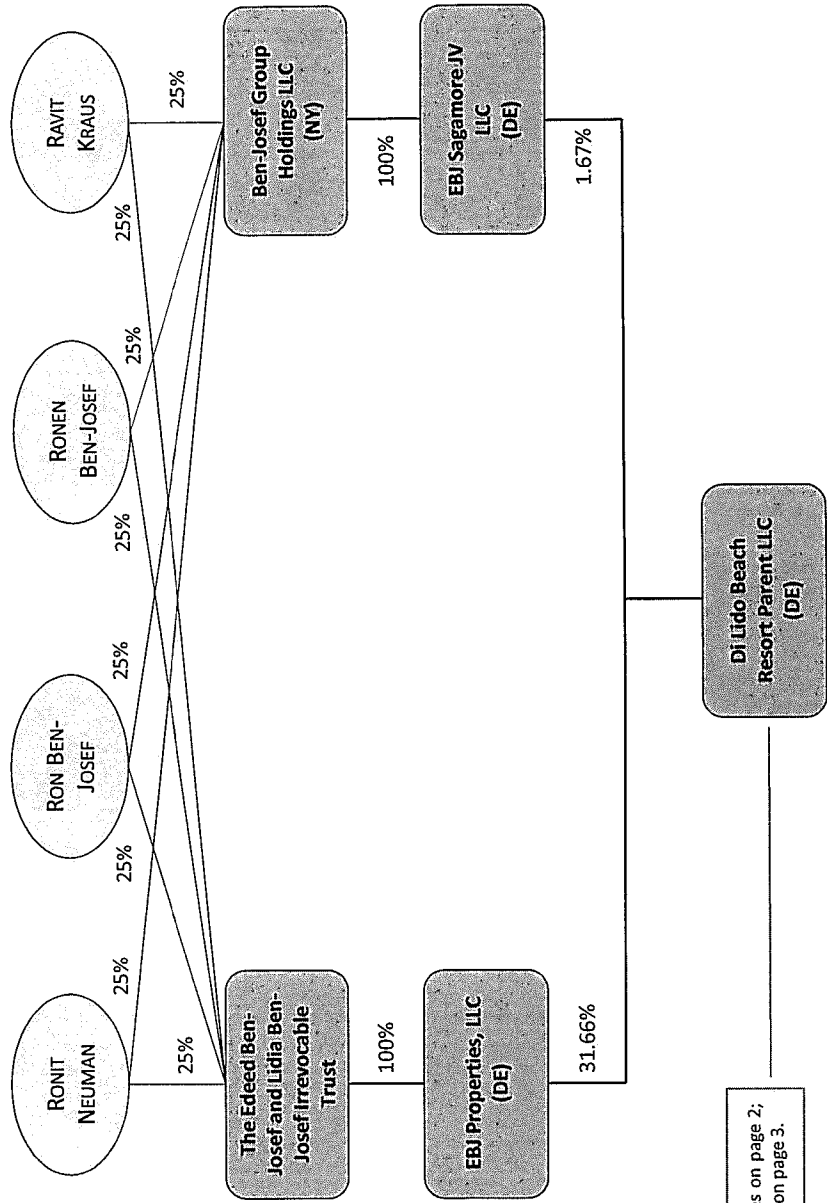 RONIT
NEUMAN
RON BEN-
JOSEF
RONEN
BEN-JOSEF
RAVIT
KRAUS
25%
25%
25%
25%
25%
25%
25%
25%
The Edeed Ben-
Josef and Lidia Ben-
Josef Irrevocable
Trust
Ben-Josef Group
Holdings LLC
(NY)
100%
100%
EBJ Properties, LLC
(DE)
EBJ Sagamore JV
LLC
(DE)
31.66%
1.67%
Di Lido Beach
Resort Parent LLC
(DE)
es on page 2;
on page 3.